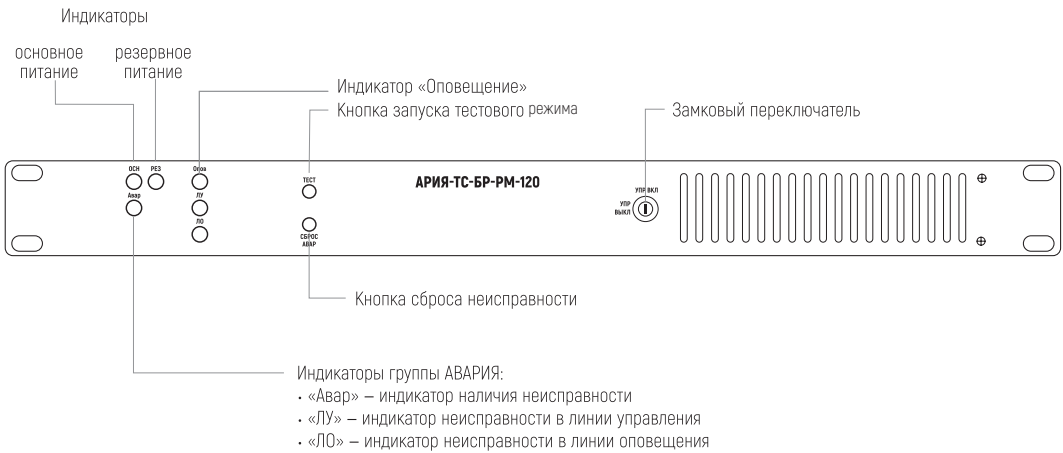 Индикаторы
основное питание
резервное питание
Индикатор «Оповещение»
Кнопка запуска тестового режима
Замковый переключатель
ОСН
РЕЗ
Опов
Авар
ЛУ
ЛО
ТЕСТ
СБРОС
АВАР
АРИЯ-ТС-БР-РМ-120
УПР ВКЛ
УПР
ВЫКЛ
Кнопка сброса неисправности
Индикаторы группы АВАРИЯ:
• «Авар» – индикатор наличия неисправности
• «ЛУ» – индикатор неисправности в линии управления
• «ЛО» – индикатор неисправности в линии оповещения